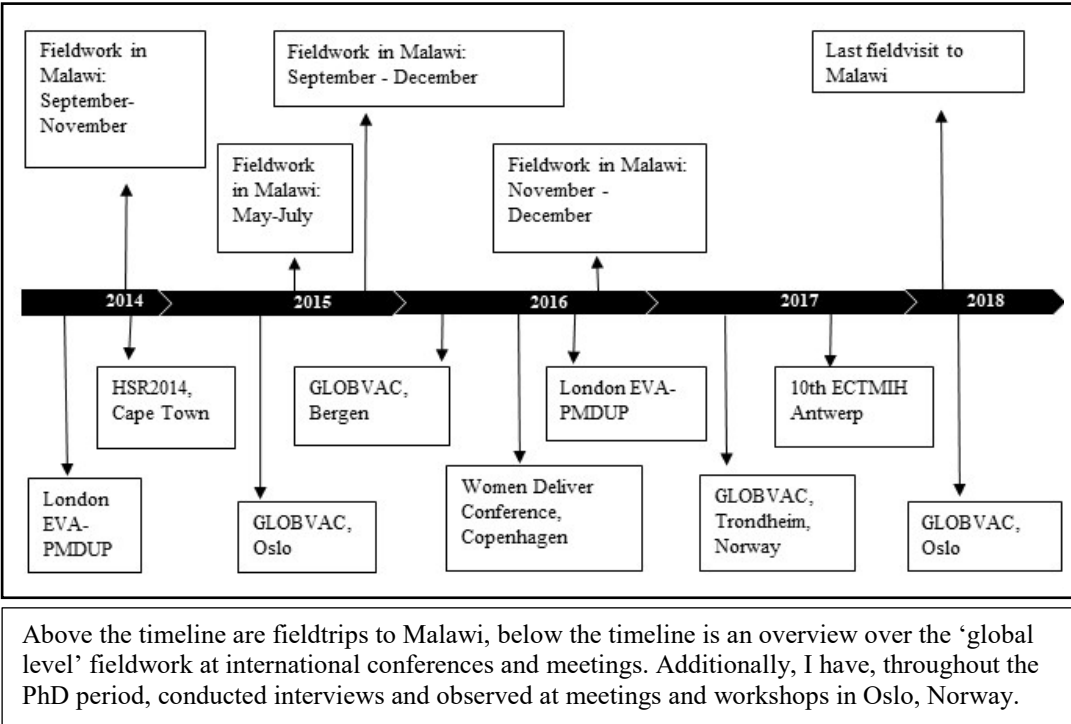 Fieldwork in
Malawi:
September-
November
Fieldwork in Malawi:
September - December
Last fieldvisit to
Malawi
Fieldwork
in Malawi:
May-July
Fieldwork in Malawi:
November -
December
2014
2015
2016
2017
2018
HSR2014,
Cape Town
GLOBVAC,
Bergen
London EVA-
PMDUP
10th ECTMIH
Antwerp
London
EVA-
PMDUP
GLOBVAC,
Oslo
Women Deliver
Conference,
Copenhagen
GLOBVAC,
Trondheim,
Norway
GLOBVAC,
Oslo
Above the timeline are fieldtrips to Malawi, below the timeline is an overview over the ‘global
level’ fieldwork at international conferences and meetings. Additionally, I have, throughout the
PhD period, conducted interviews and observed at meetings and workshops in Oslo, Norway.